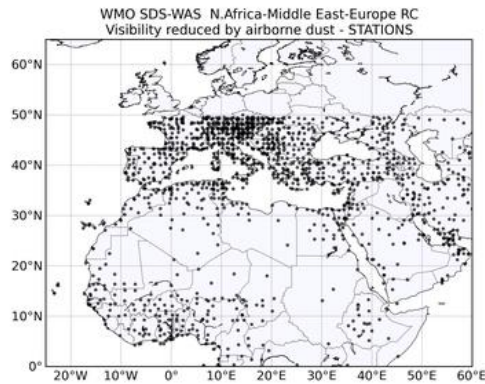 WMO SDS-WAS N.Africa-Middle East-Europe RC
Visibility reduced by airborne dust - STATIONS
60°N
50°N
40°N
30°N
20°N
10°N
0°
20°W 10°W 0° 10°E 20°E 30°E 40°E 50°E 60°E